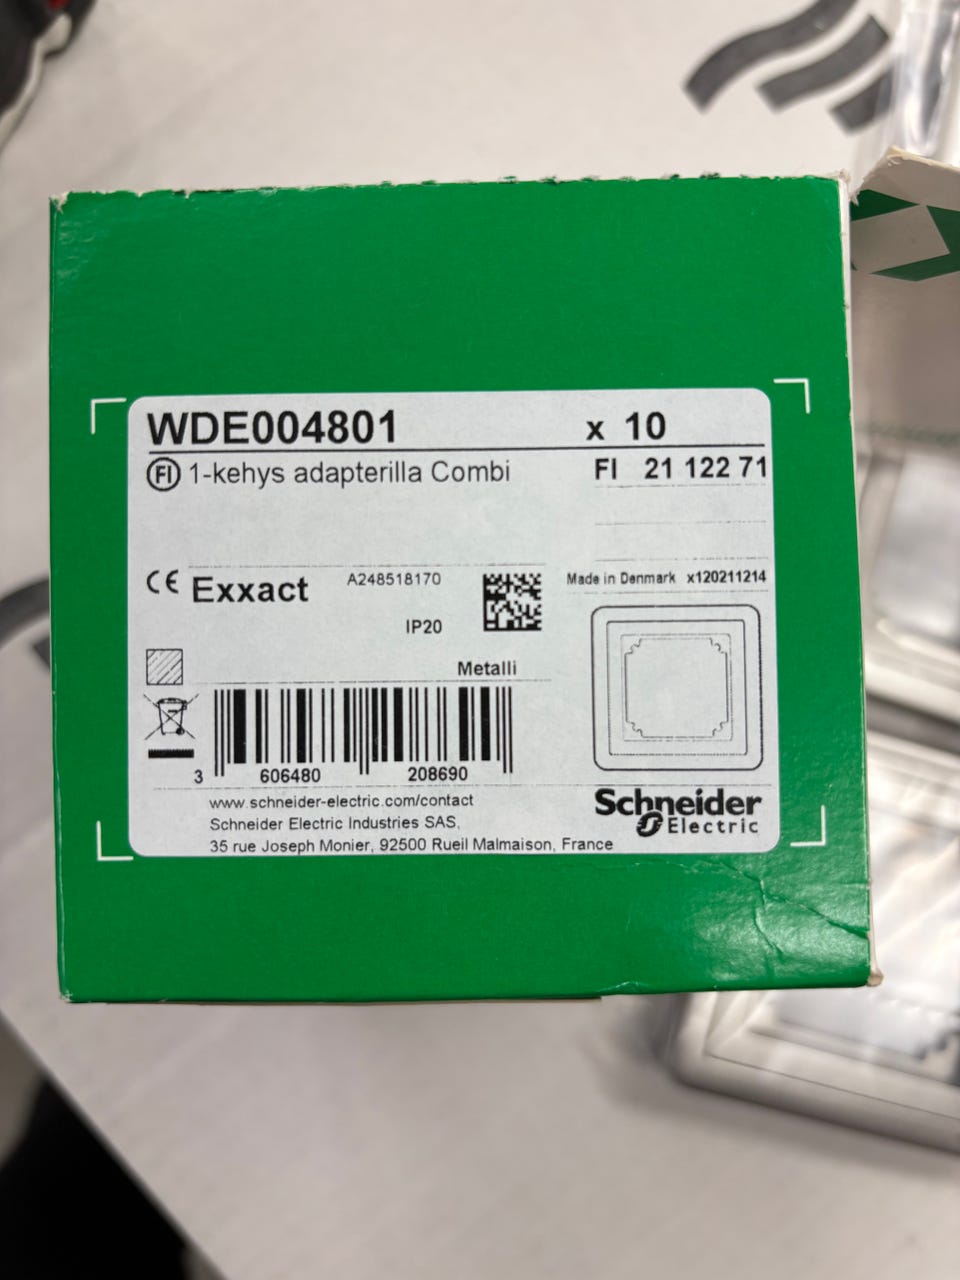 WDE004801 x 10
FI 1-kehys adapterilla Combi FI 21 122 71
CE Exxact A248518170 Made in Denmark x120211214
IP20
Metalli
3 606480 208690
www.schneider-electric.com/contact
Schneider Electric Industries SAS,
35 rue Joseph Monier, 92500 Rueil Malmaison, France
Schneider
Electric